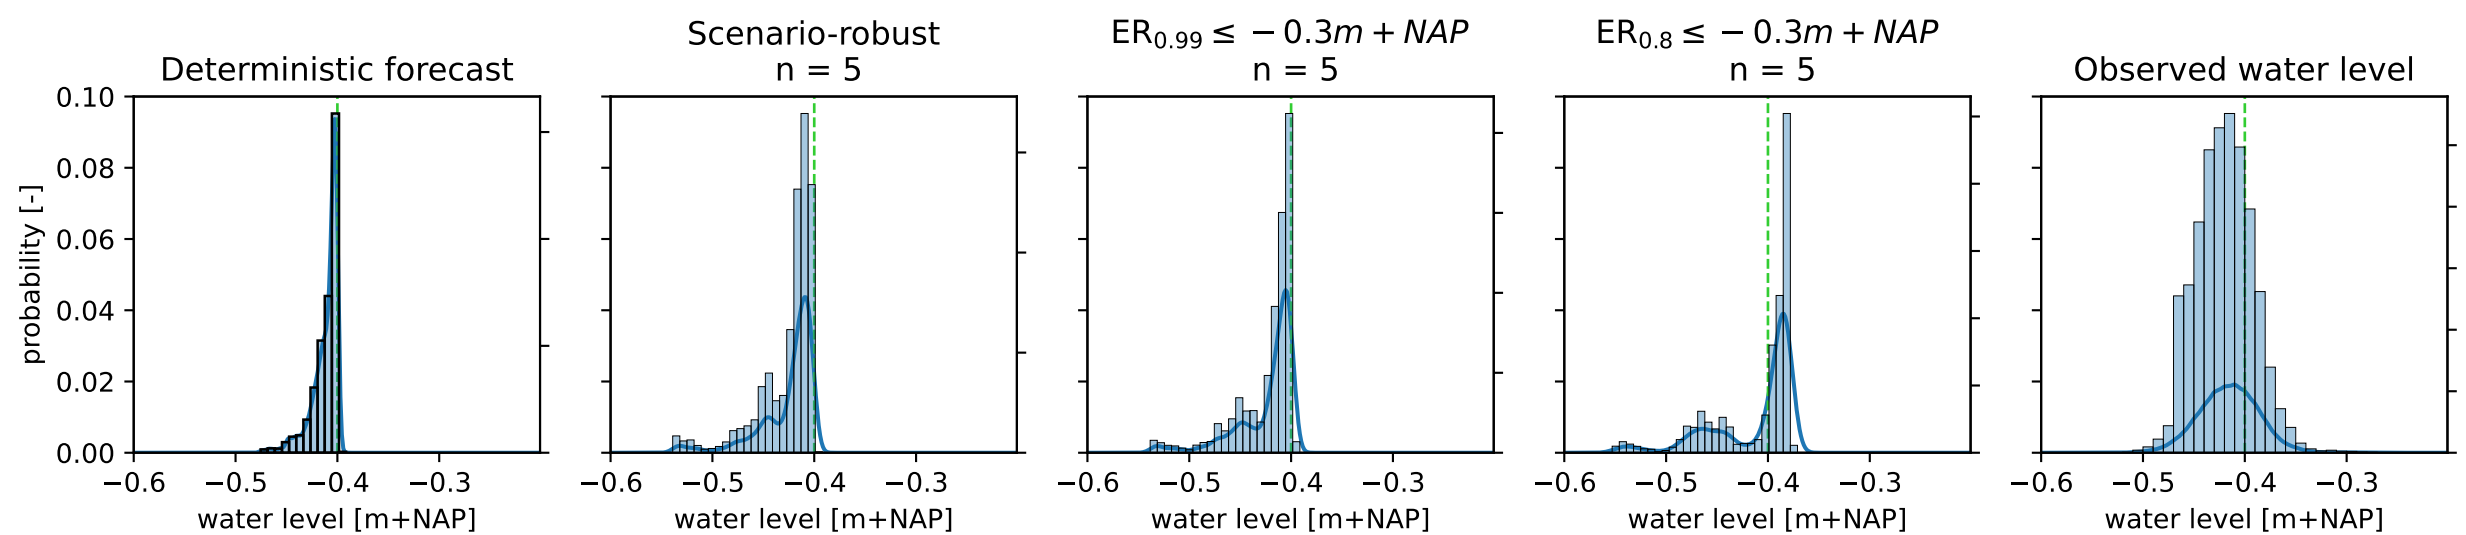 Deterministic forecast
Scenario-robust
n = 5
ER0.99 ≤ −0.3m + NAP
n = 5
ER0.8 ≤ −0.3m + NAP
n = 5
Observed water level
probability [-]
0.10
0.08
0.06
0.04
0.02
0.00
−0.6 −0.5 −0.4 −0.3
−0.6 −0.5 −0.4 −0.3
−0.6 −0.5 −0.4 −0.3
−0.6 −0.5 −0.4 −0.3
−0.6 −0.5 −0.4 −0.3
water level [m+NAP]
water level [m+NAP]
water level [m+NAP]
water level [m+NAP]
water level [m+NAP]